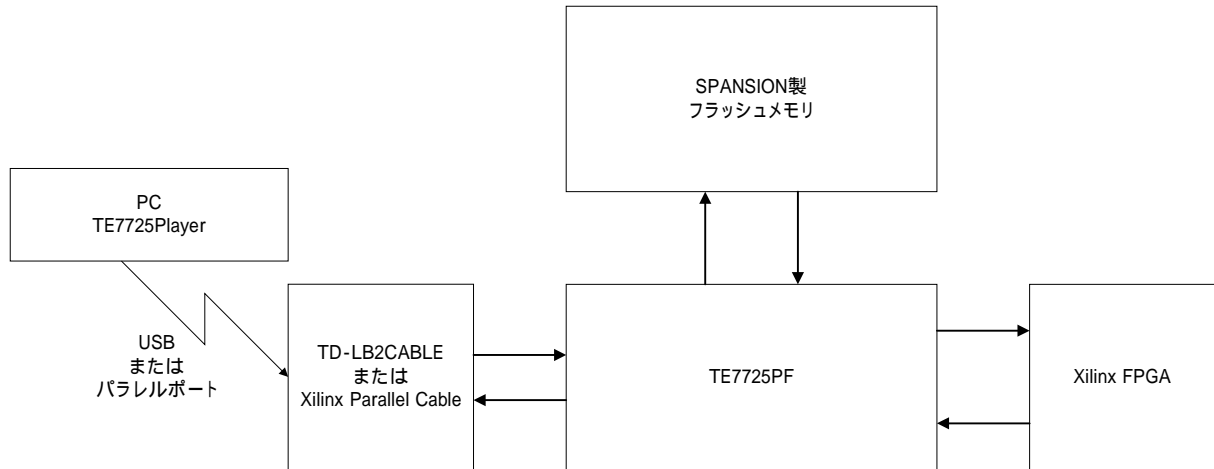 SPANSION製
フラッシュメモリ
PC
TE7725Player
USB
または
パラレルポート
TD-LB2CABLE
または
Xilinx Parallel Cable
TE7725PF
Xilinx FPGA